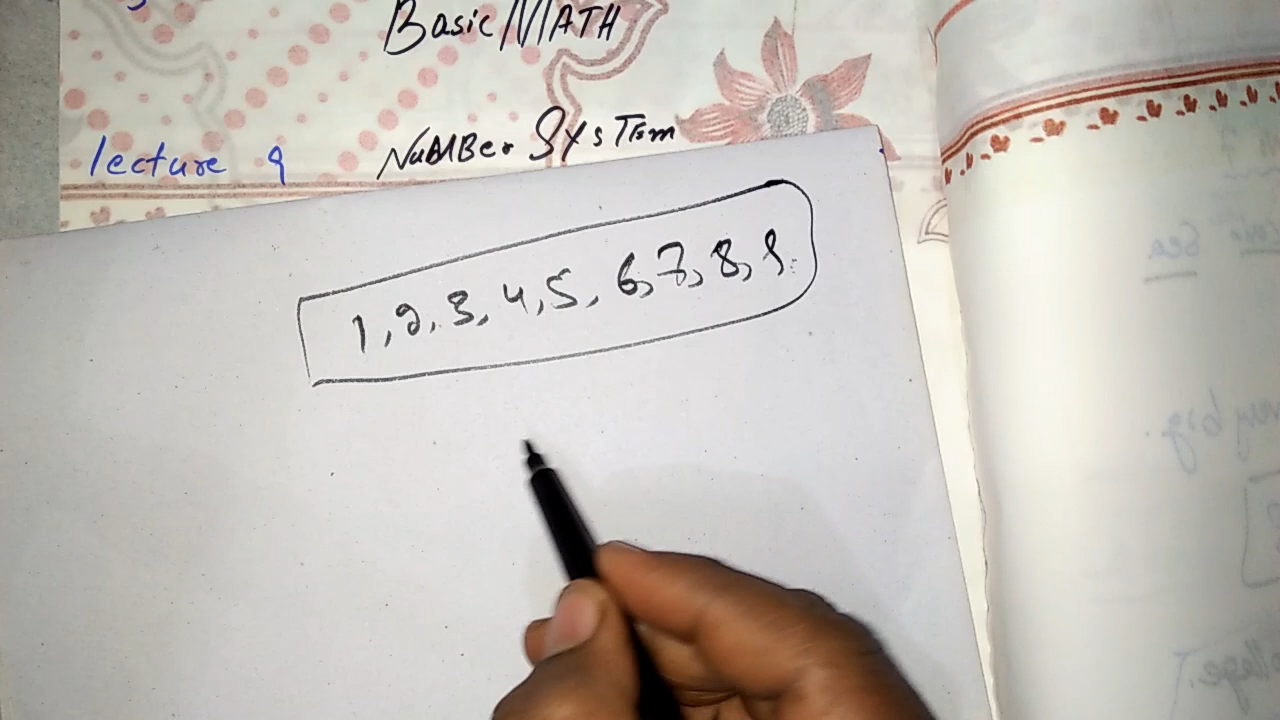 Basic MATH
lecture 9 NuMBer SYSTEm
1, 2, 3, 4, 5, 6, 7, 8, 9